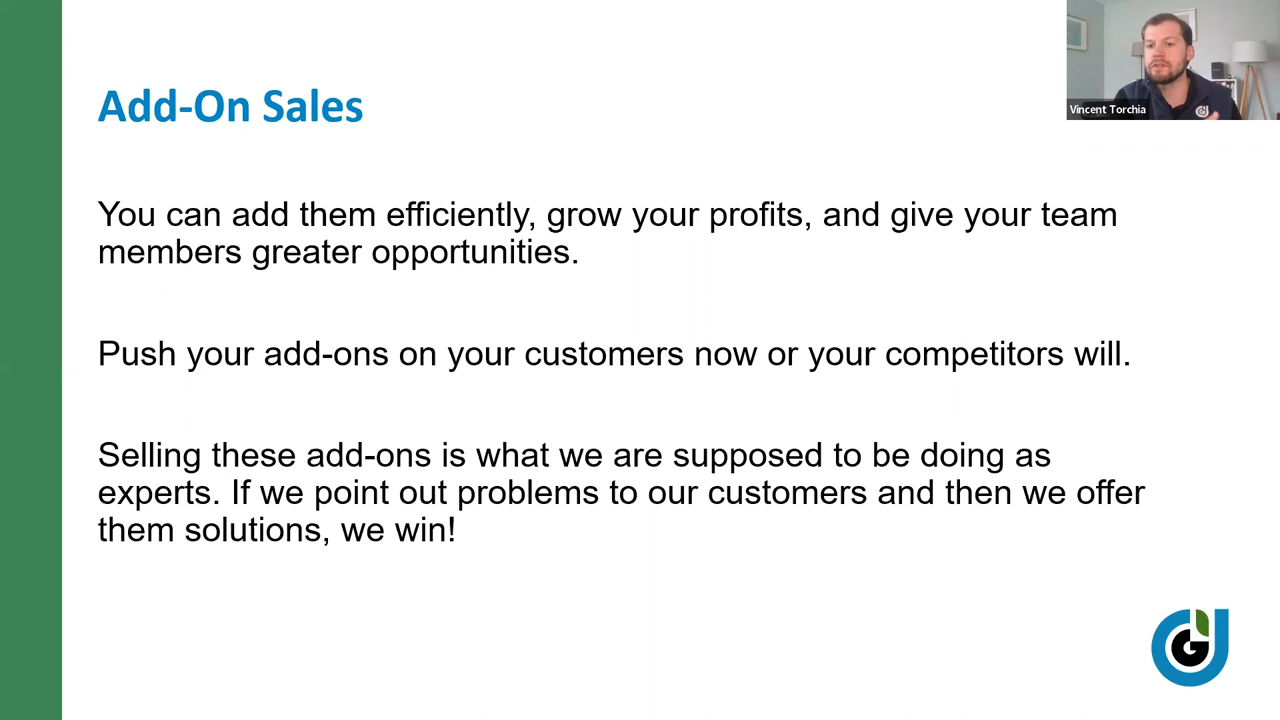 Add-On Sales
Vincent Torchia
You can add them efficiently, grow your profits, and give your team
members greater opportunities.
Push your add-ons on your customers now or your competitors will.
Selling these add-ons is what we are supposed to be doing as
experts. If we point out problems to our customers and then we offer
them solutions, we win!
G